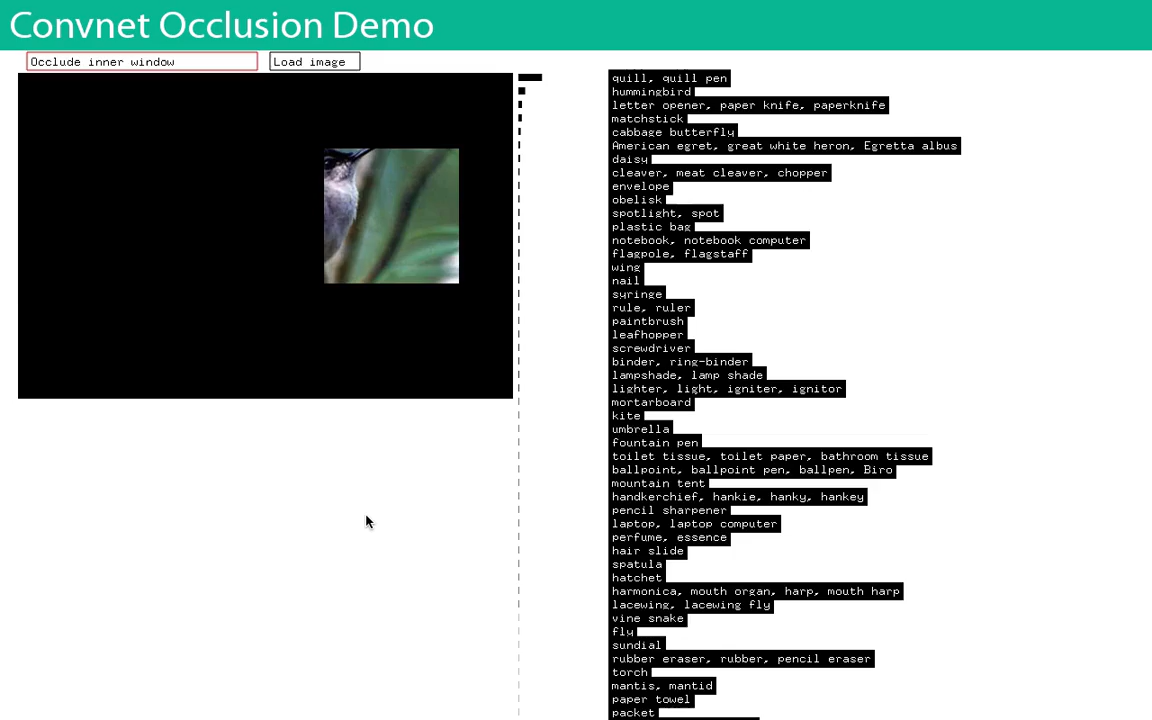 Convnet Occlusion Demo
Occlude inner window
Load image
quill, quill pen
hummingbird
letter opener, paper knife, paperknife
matchstick
cabbage butterfly
American egret, great white heron, Egretta albus
daisy
cleaver, meat cleaver, chopper
envelope
obelisk
spotlight, spot
plastic bag
notebook, notebook computer
flagpole, flagstaff
wing
nail
syringe
rule, ruler
paintbrush
leafhopper
screwdriver
binder, ring-binder
lampshade, lamp shade
lighter, light, igniter, ignitor
mortarboard
kite
umbrella
fountain pen
toilet tissue, toilet paper, bathroom tissue
ballpoint, ballpoint pen, ballpen, Biro
mountain tent
handkerchief, hankie, hanky, hankey
pencil sharpener
laptop, laptop computer
perfume, essence
hair slide
spatula
hatchet
harmonica, mouth organ, harp, mouth harp
lacewing, lacewing fly
vine snake
fly
sundial
rubber eraser, rubber, pencil eraser
torch
mantis, mantid
paper towel
packet